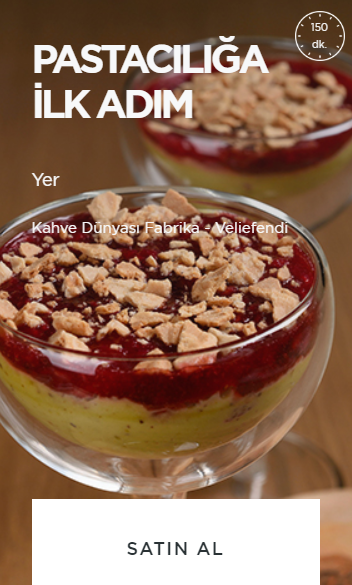 150
dk.
PASTACILIĞA
İLK ADIM
Yer
Kahve Dünyası Fabrika - Veliefendi
SATIN AL